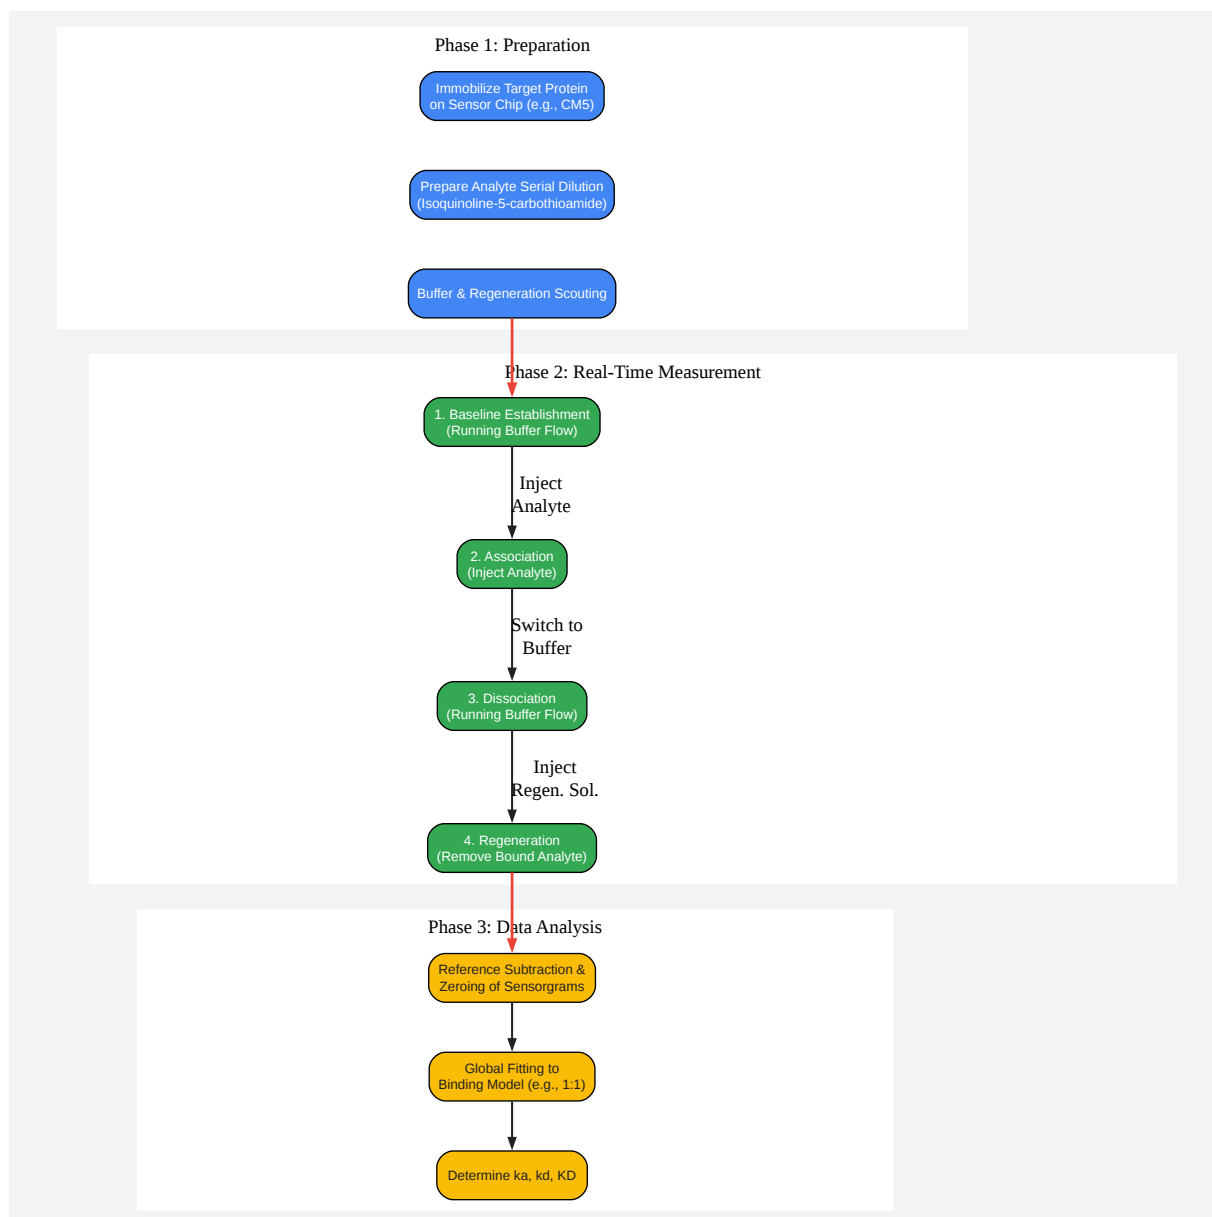 Phase 1: Preparation
Immobilize Target Protein
on Sensor Chip (e.g., CM5)
Prepare Analyte Serial Dilution
(Isoquinoline-5-carbothioamide)
Buffer & Regeneration Scouting
Phase 2: Real-Time Measurement
1. Baseline Establishment
(Running Buffer Flow)
Inject
Analyte
2. Association
(Inject Analyte)
Switch to
Buffer
3. Dissociation
(Running Buffer Flow)
Inject
Regen. Sol.
4. Regeneration
(Remove Bound Analyte)
Phase 3: Data Analysis
Reference Subtraction &
Zeroing of Sensorgrams
Global Fitting to
Binding Model (e.g., 1:1)
Determine ka, kd, KD